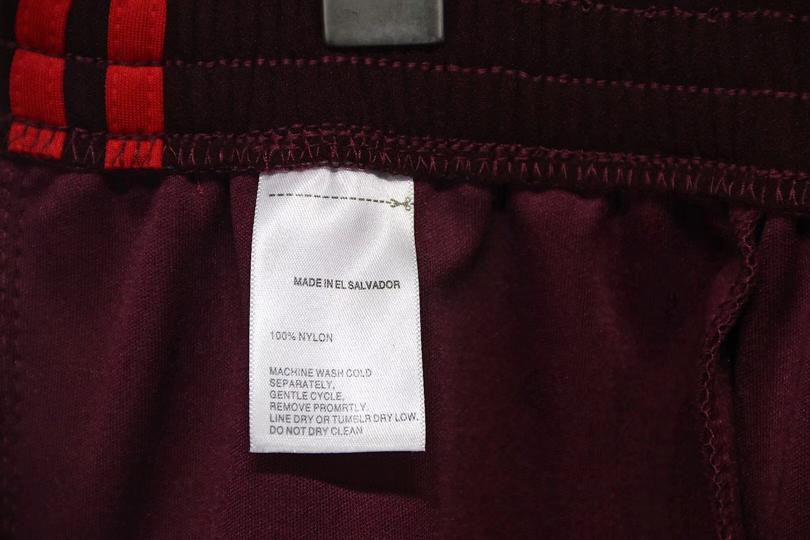 MADE IN EL SALVADOR
100% NYLON
MACHINE WASH COLD
SEPARATELY,
GENTLE CYCLE,
REMOVE PROMRTLY.
LINE DRY OR TUMBLR DRY LOW.
DO NOT DRY CLEAN